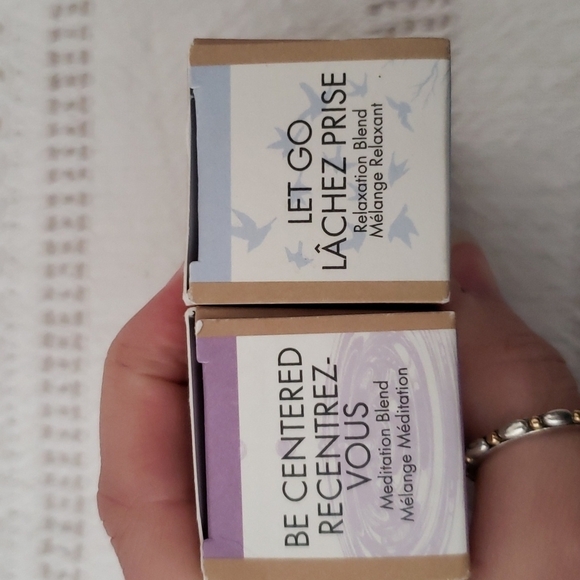 LET GO
LÂCHEZ PRISE
Relaxation Blend
Mélange Relaxant
BE CENTERED
RECENTREZ-
VOUS
Meditation Blend
Mélange Méditation